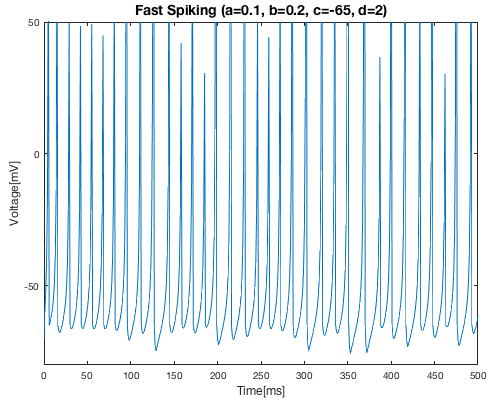 Fast Spiking (a=0.1, b=0.2, c=-65, d=2)
50
0
-50
Voltage[mV]
0 50 100 150 200 250 300 350 400 450 500
Time[ms]